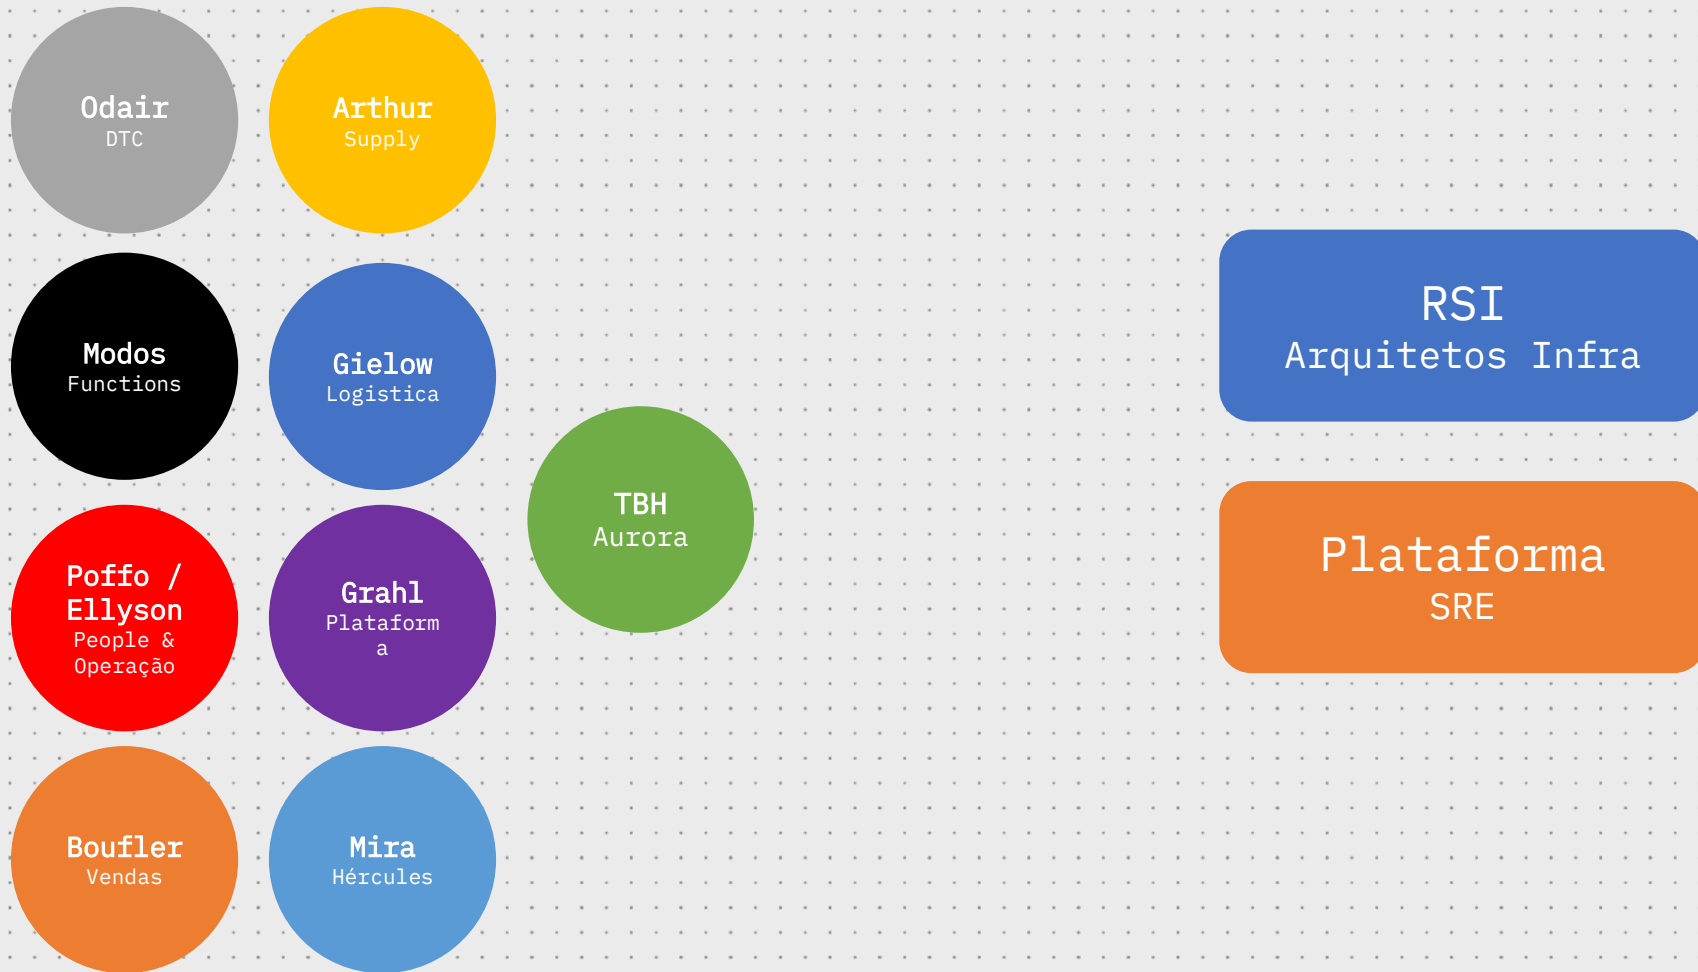 Odair
DTC
Arthur
Supply
Modos
Functions
Gielow
Logistica
Poffo /
Ellyson
People &
Operação
Grahl
Plataform
a
Boufler
Vendas
Mira
Hércules
TBH
Aurora
RSI
Arquitetos Infra
Plataforma
SRE